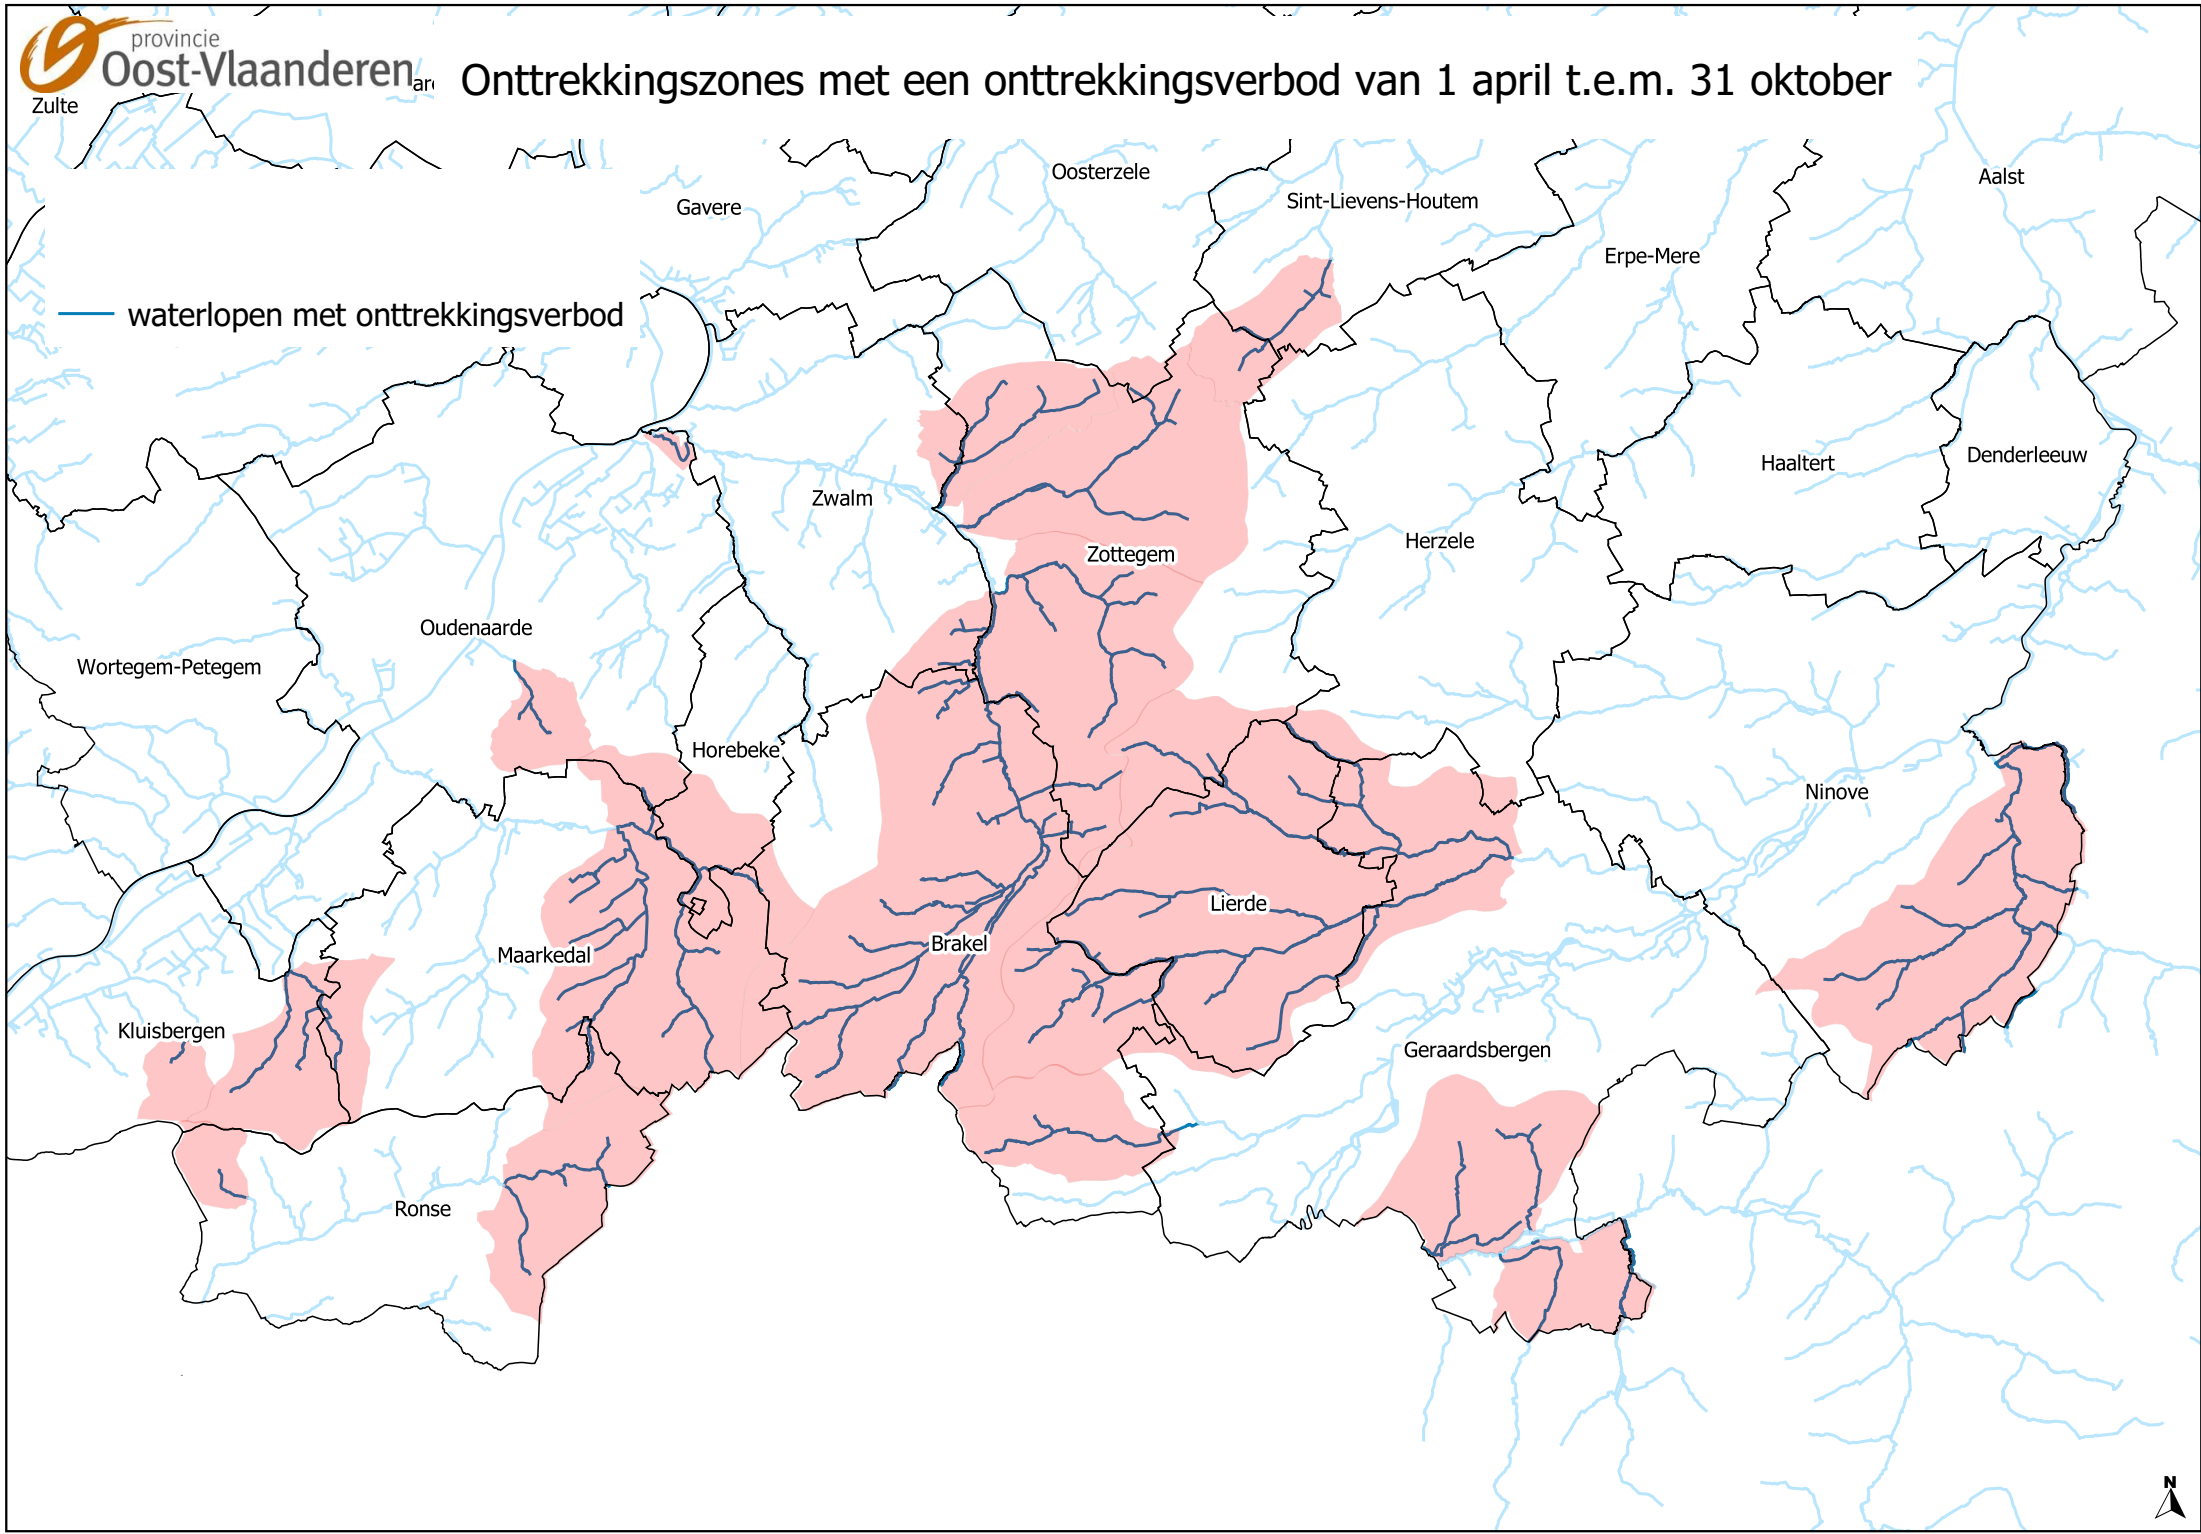 provincie
Oost-Vlaanderen
Onttrekkingszones met een onttrekkingsverbod van 1 april t.e.m. 31 oktober
Zulte
Oosterzele
Aalst
Sint-Lievens-Houtem
Gavere
Erpe-Mere
waterlopen met onttrekkingsverbod
Denderleeuw
Haaltert
Zwalm
Herzele
Zottegem
Oudenaarde
Wortegem-Petegem
Horebeke
Ninove
Lierde
Brakel
Maarkedal
Kluisbergen
Geraardsbergen
Ronse
N